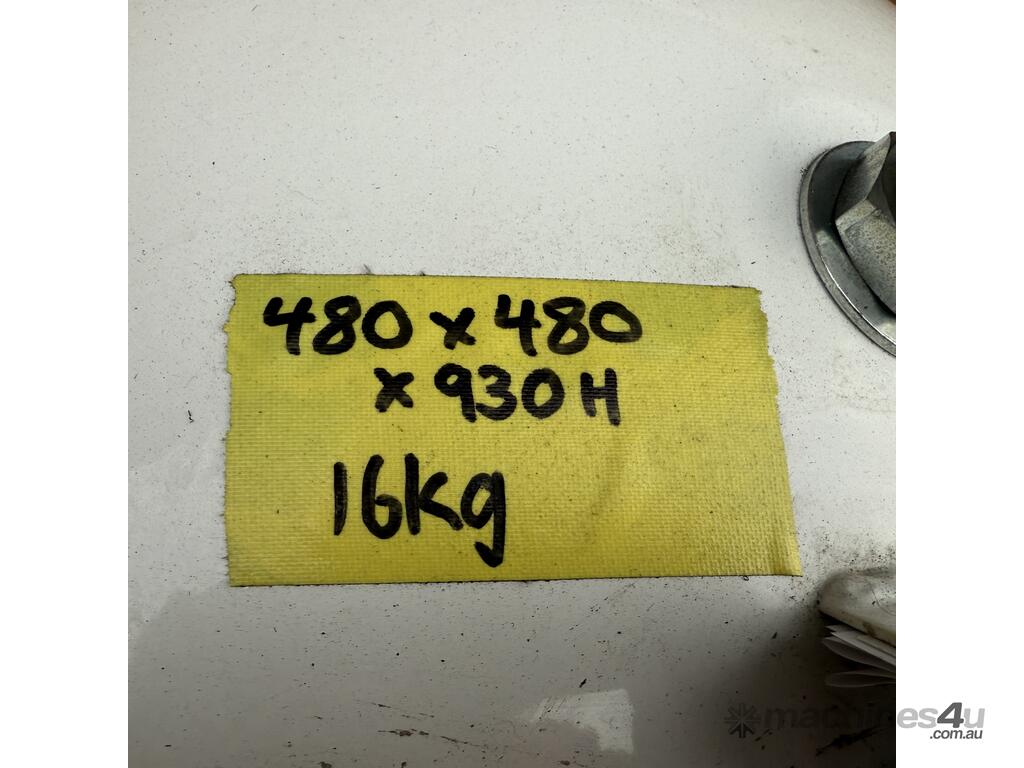 480 x 480
x 930 H
16kg
machines4u
.com.au